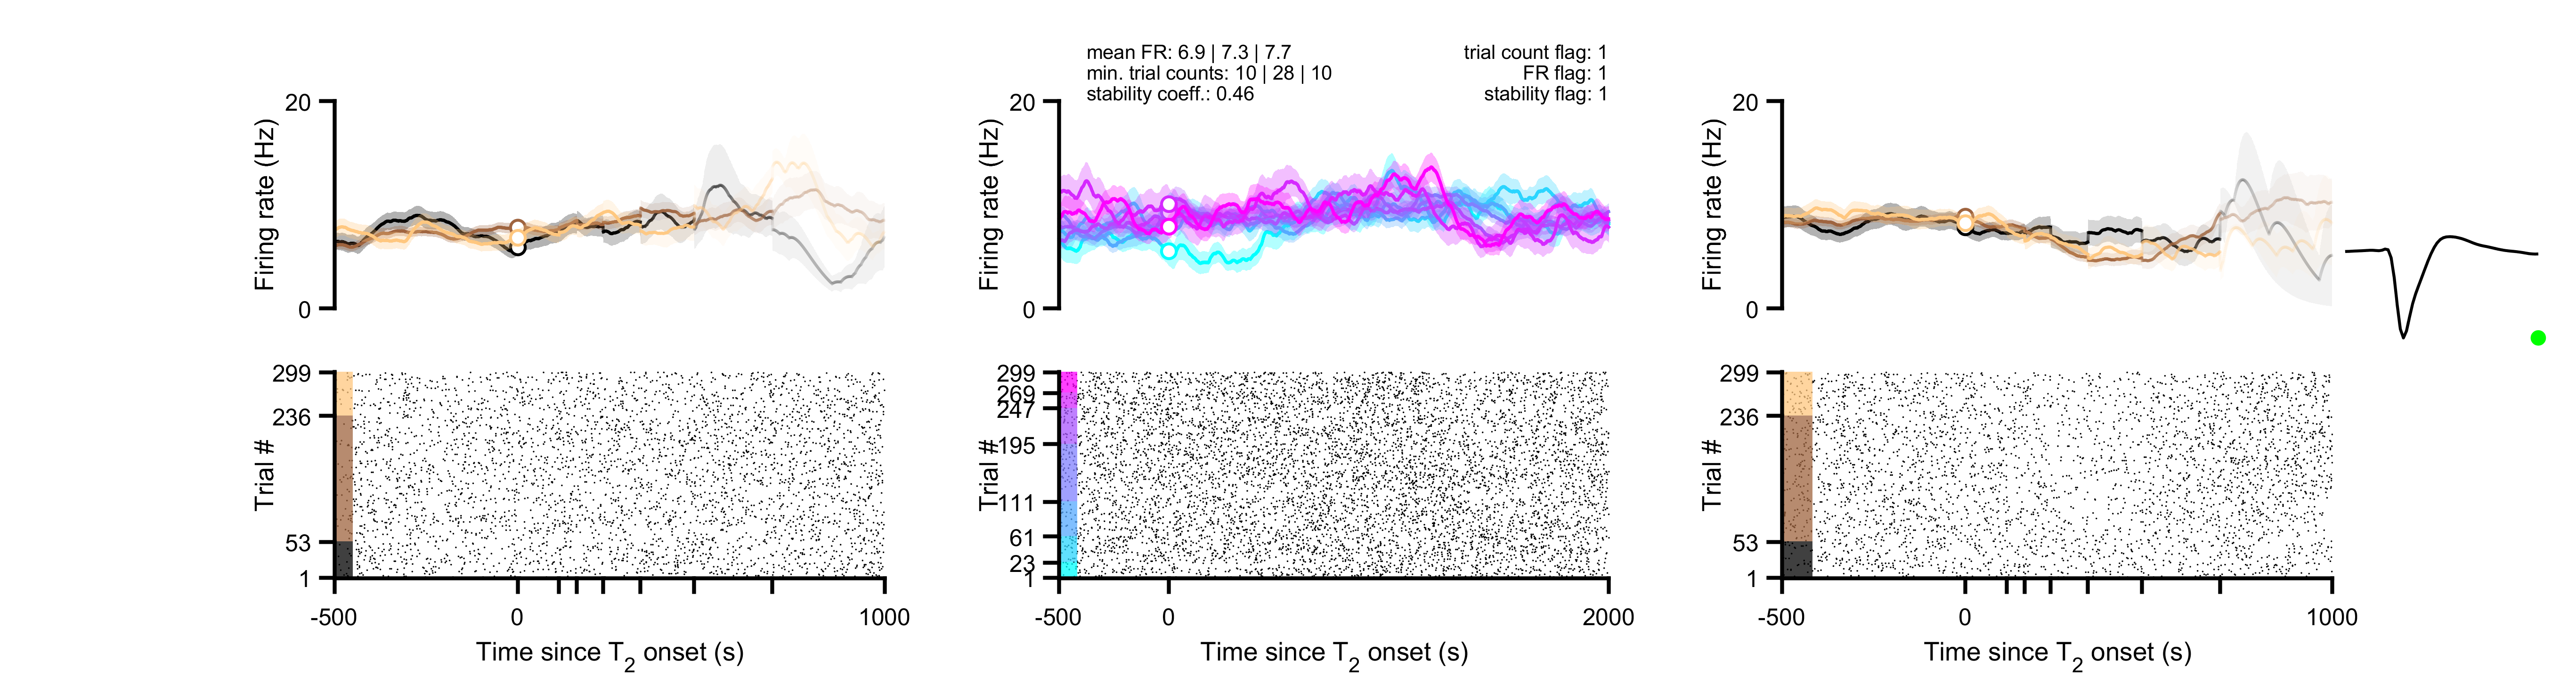 mean FR: 6.9 | 7.3 | 7.7
min. trial counts: 10 | 28 | 10
stability coeff.: 0.46
trial count flag: 1
FR flag: 1
stability flag: 1
20
Firing rate (Hz)
0
299
236
Trial #
53
1
-500
0
1000
Time since T2 onset (s)
20
Firing rate (Hz)
0
299
269
247
195
Trial #
111
61
23
1
-500
0
2000
Time since T2 onset (s)
20
Firing rate (Hz)
0
299
236
Trial #
53
1
-500
0
1000
Time since T2 onset (s)